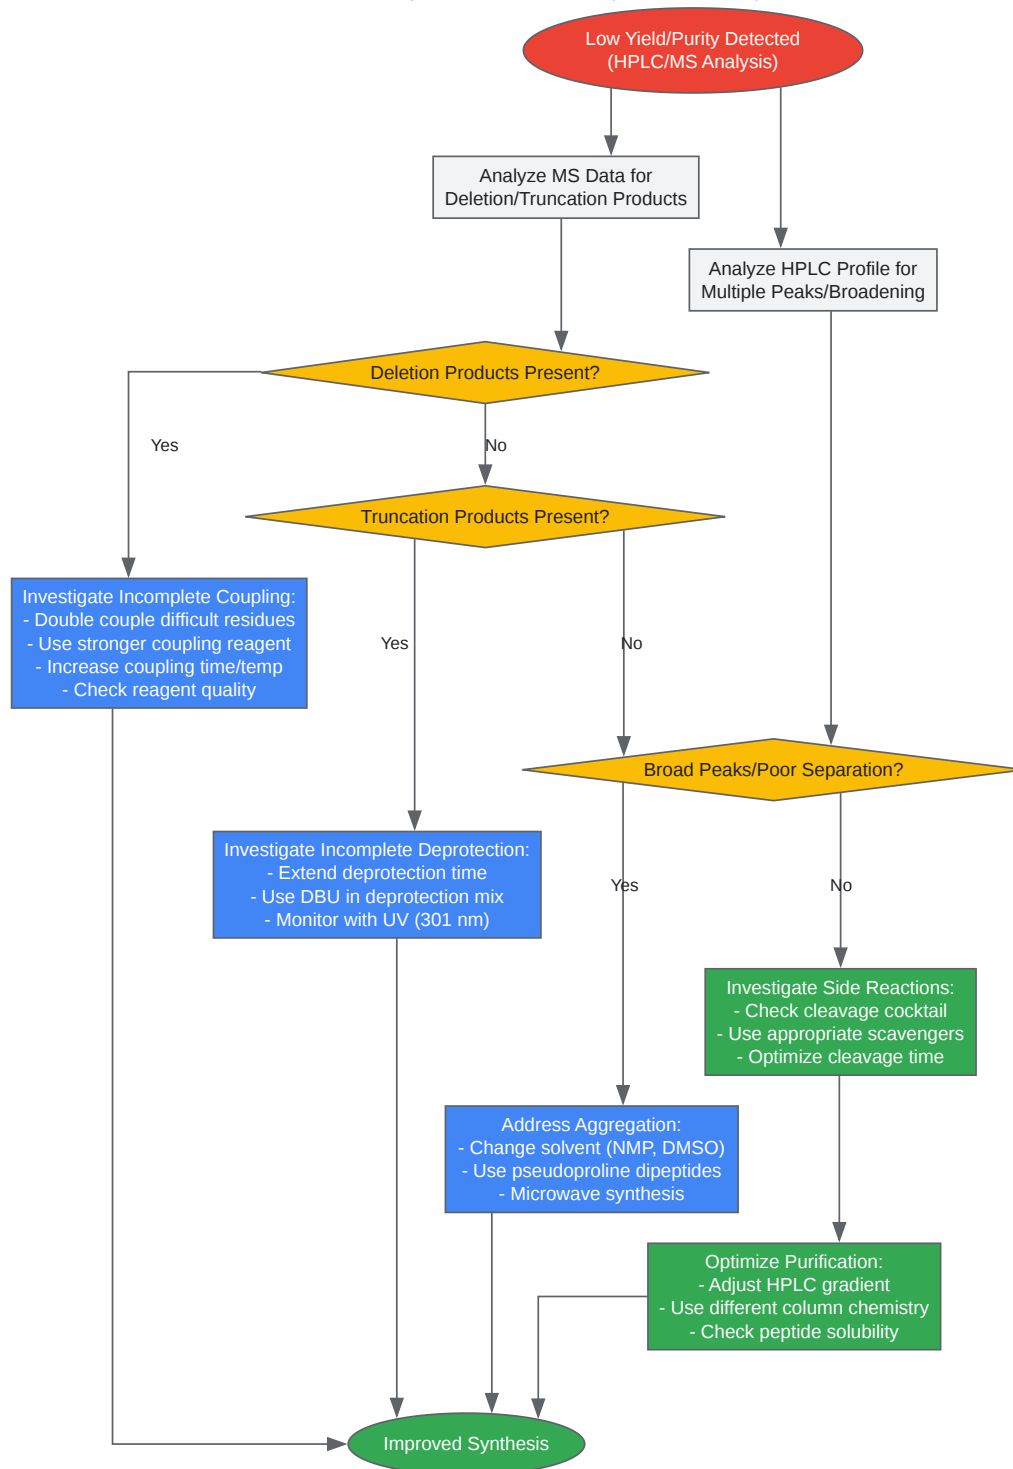 Low Yield/Purity Detected
(HPLC/MS Analysis)
Analyze MS Data for
Deletion/Truncation Products
Analyze HPLC Profile for
Multiple Peaks/Broadening
Deletion Products Present?
Yes
No
Truncation Products Present?
Investigate Incomplete Coupling:
- Double couple difficult residues
- Use stronger coupling reagent
- Increase coupling time/temp
- Check reagent quality
Yes
No
Broad Peaks/Poor Separation?
Investigate Incomplete Deprotection:
- Extend deprotection time
- Use DBU in deprotection mix
- Monitor with UV (301 nm)
Yes
No
Investigate Side Reactions:
- Check cleavage cocktail
- Use appropriate scavengers
- Optimize cleavage time
Address Aggregation:
- Change solvent (NMP, DMSO)
- Use pseudoproline dipeptides
- Microwave synthesis
Optimize Purification:
- Adjust HPLC gradient
- Use different column chemistry
- Check peptide solubility
Improved Synthesis